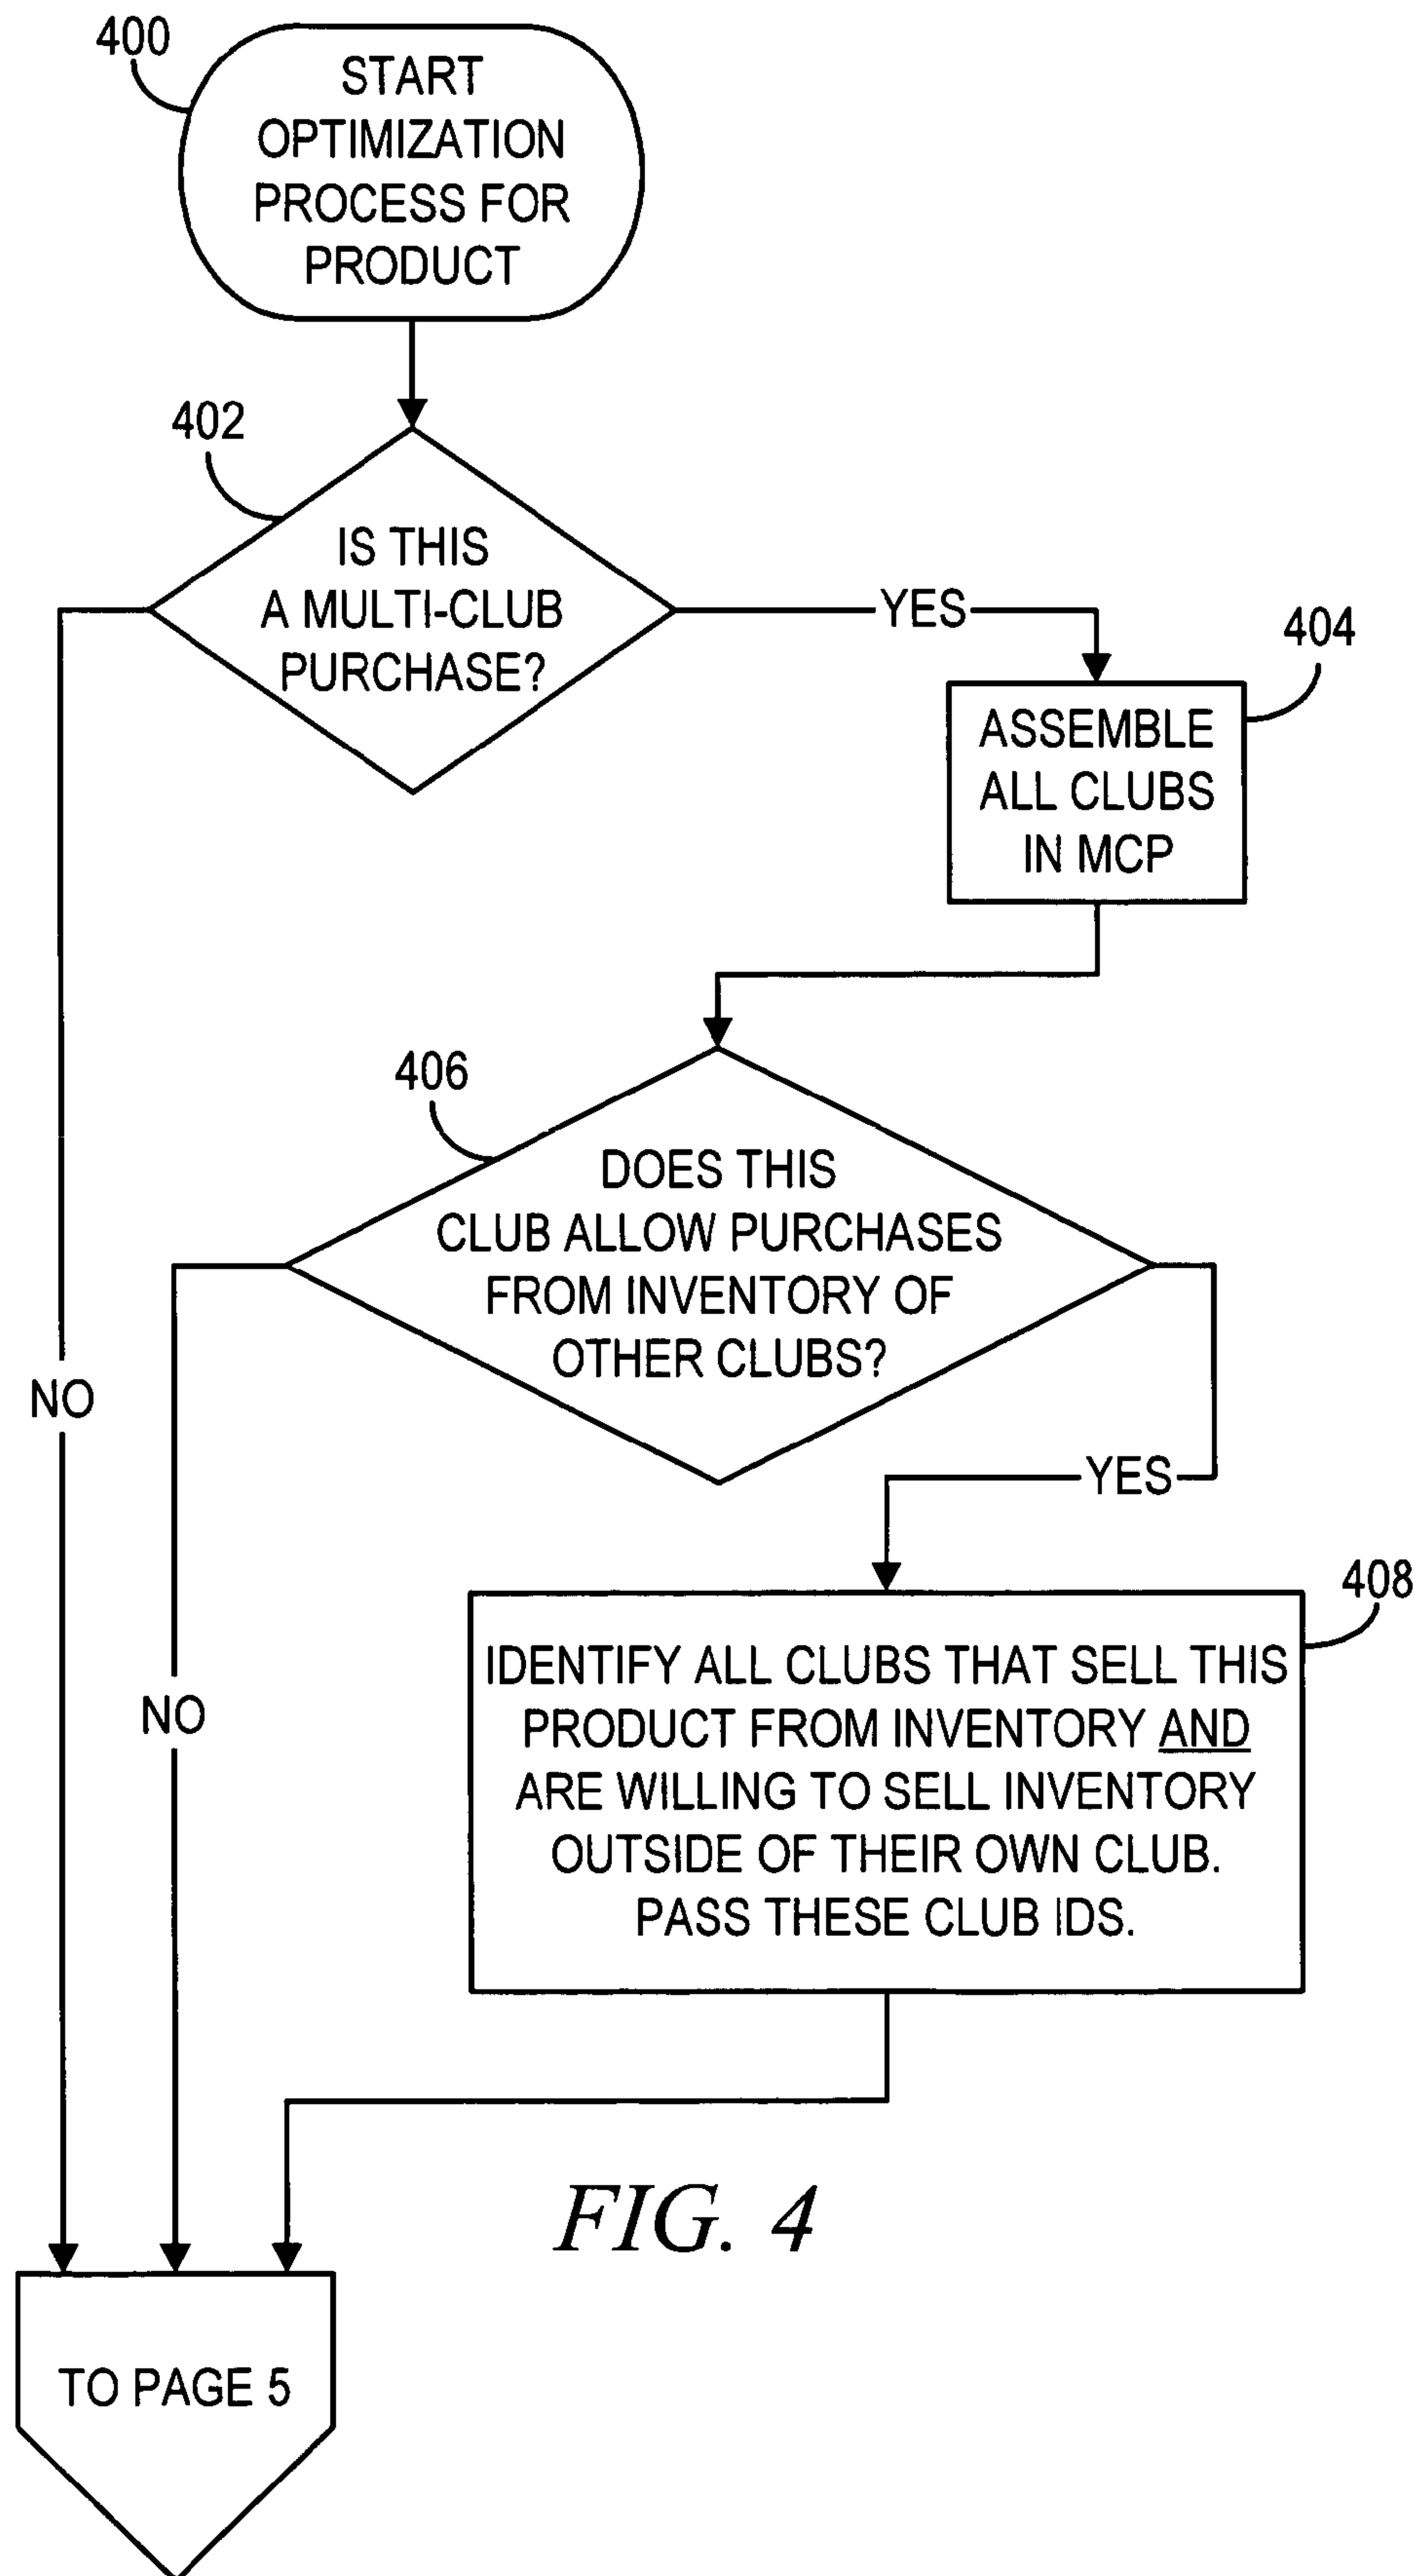 400
START
OPTIMIZATION
PROCESS FOR
PRODUCT
402
IS THIS
A MULTI-CLUB
PURCHASE?
YES
404
ASSEMBLE
ALL CLUBS
IN MCP
406
DOES THIS
CLUB ALLOW PURCHASES
FROM INVENTORY OF
OTHER CLUBS?
NO
YES
408
IDENTIFY ALL CLUBS THAT SELL THIS
PRODUCT FROM INVENTORY AND
ARE WILLING TO SELL INVENTORY
OUTSIDE OF THEIR OWN CLUB.
PASS THESE CLUB IDS.
NO
FIG. 4
TO PAGE 5